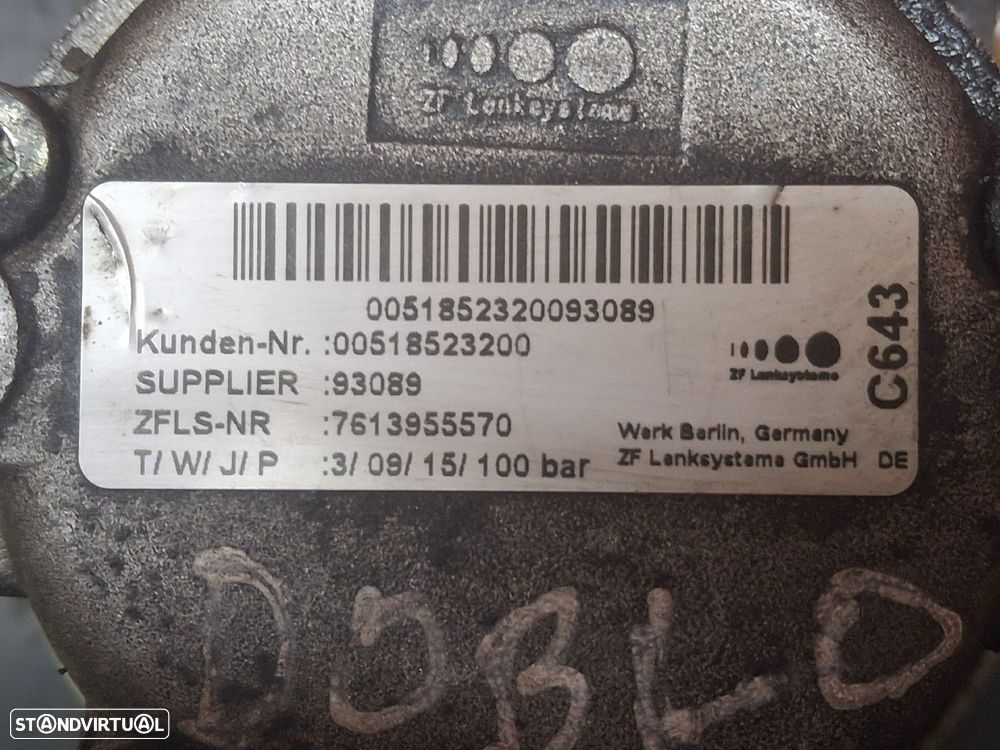 ZF Lenksysteme
0051852320093089
Kunden-Nr. :00518523200
SUPPLIER :93089
ZFLS-NR :7613955570
T/ W/ J/ P :3/ 09/ 15/ 100 bar
ZF Lenksysteme
Werk Berlin, Germany
ZF Lenksysteme GmbH DE
C643
DOBLO
STANDVIRTUAL